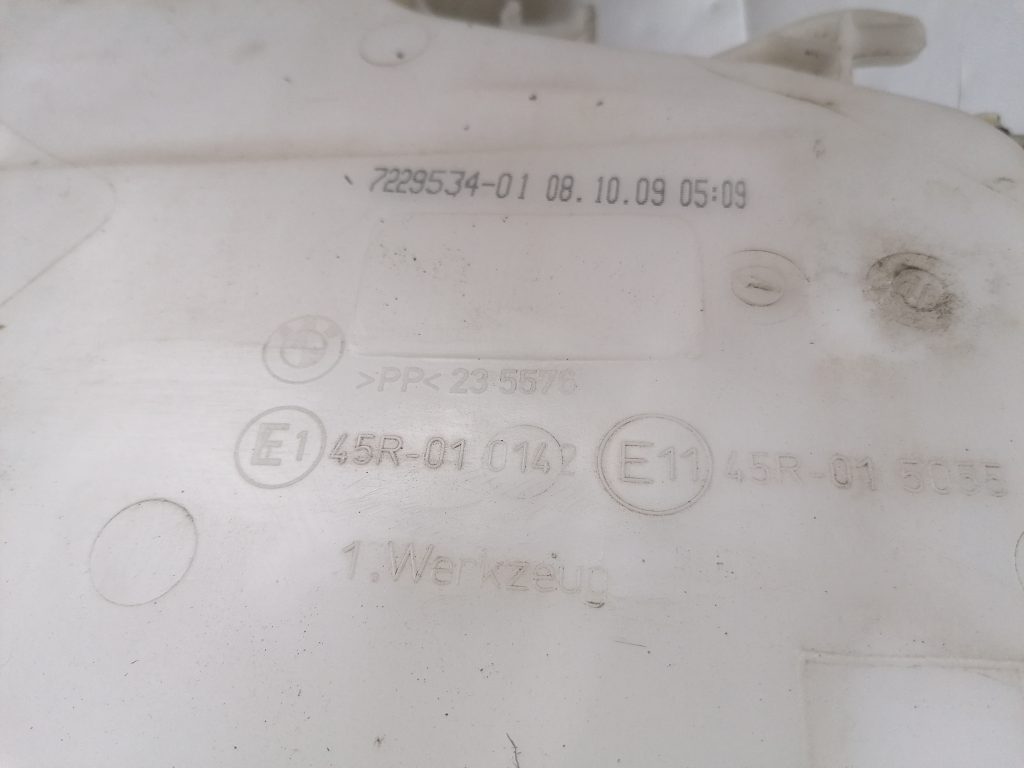 7229534-01 08.10.09 05:09
>PP< 23 5576
E1 45R-01 0142 E11 45R-01 5035
1.Werkzeug